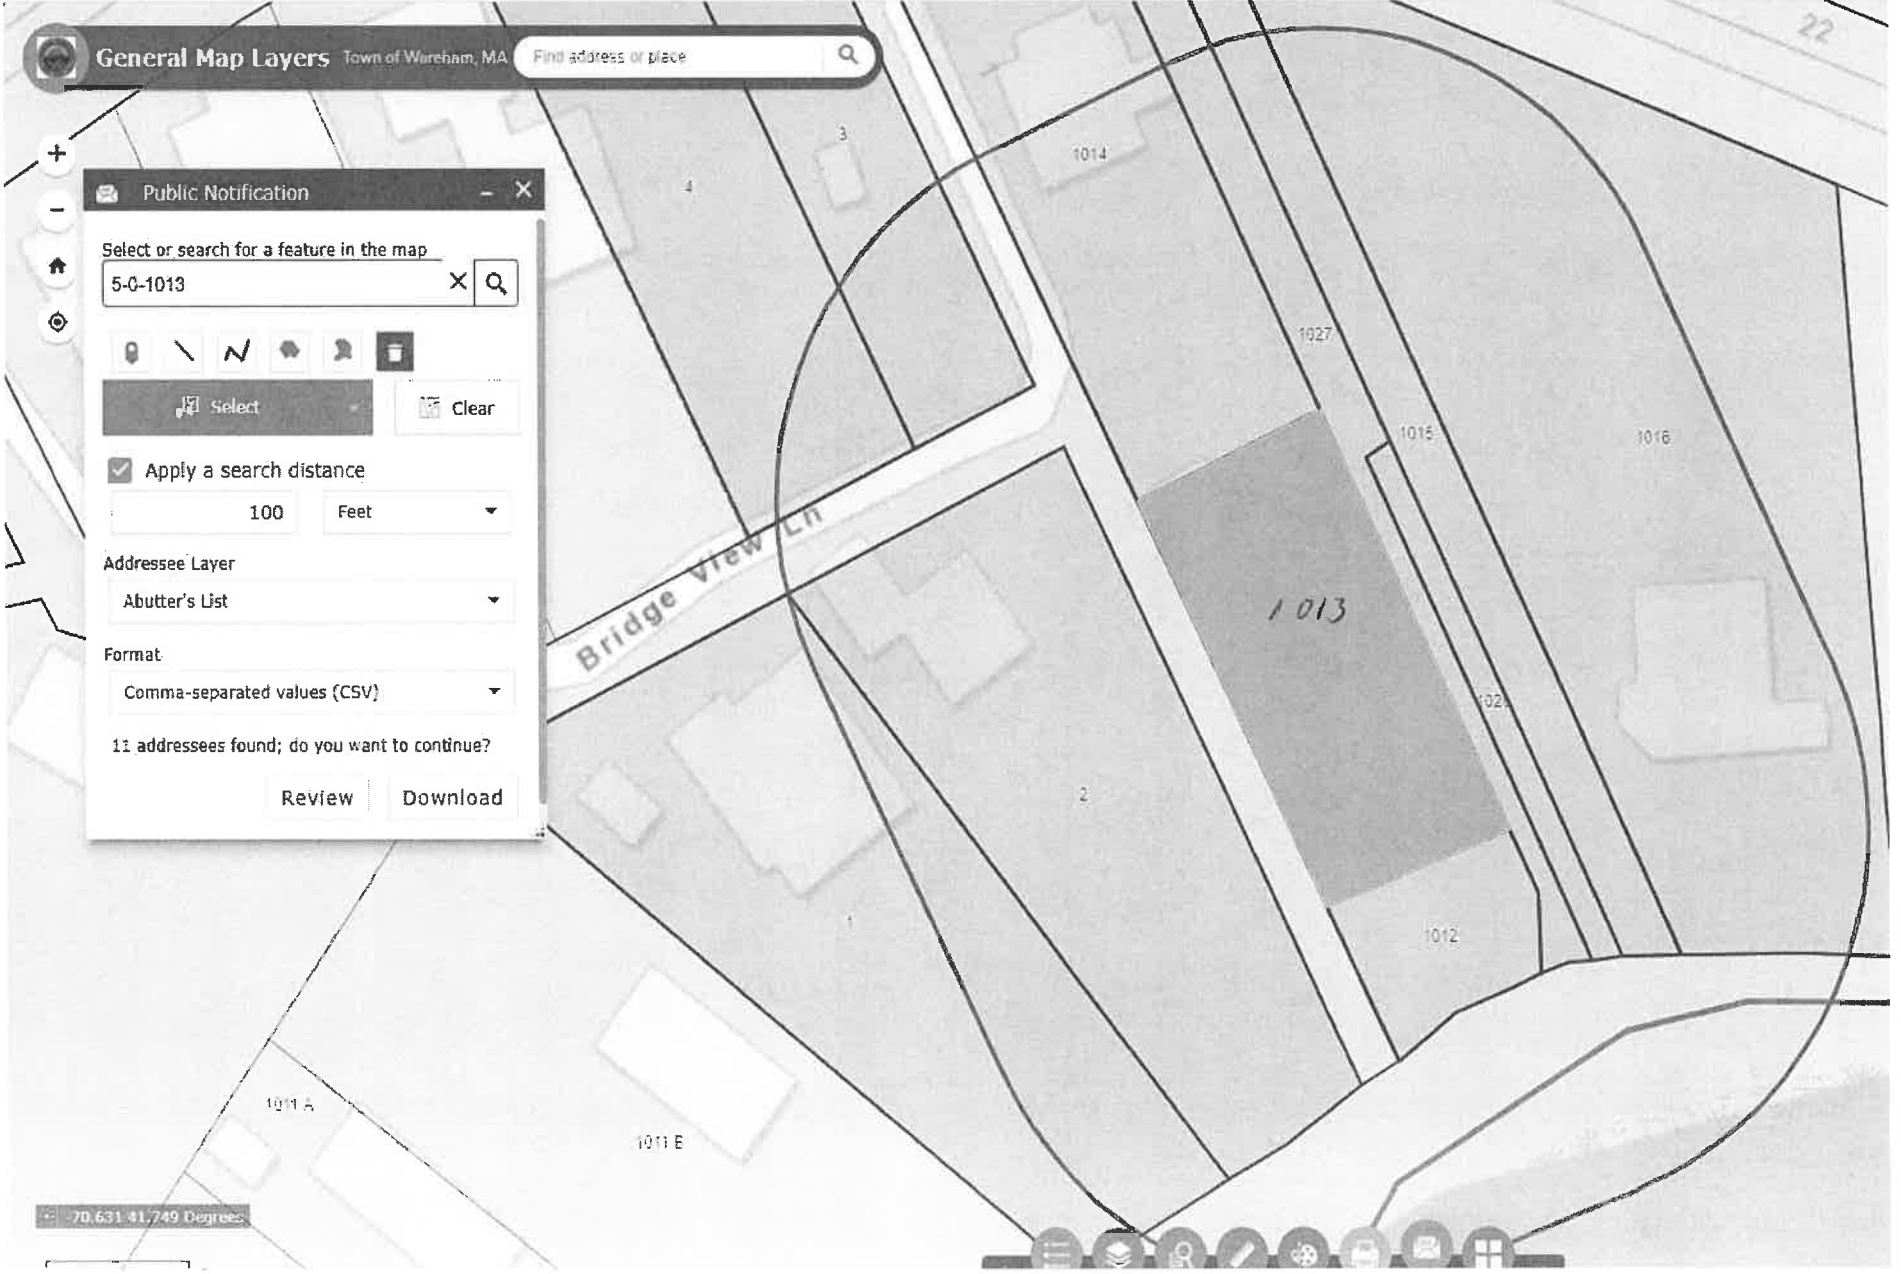 General Map Layers Town of Wareham, MA
Find address or place
Public Notification
Select or search for a feature in the map
5-0-1013
Select
Clear
Apply a search distance
100 Feet
Addressee Layer
Abutter's List
Format
Comma-separated values (CSV)
11 addressees found; do you want to continue?
Review Download
22
3
4
1014
1027
1015
1016
Bridge View Ln
1013
2
1
1012
1011 A
1011 B
-70.631 41.749 Degrees